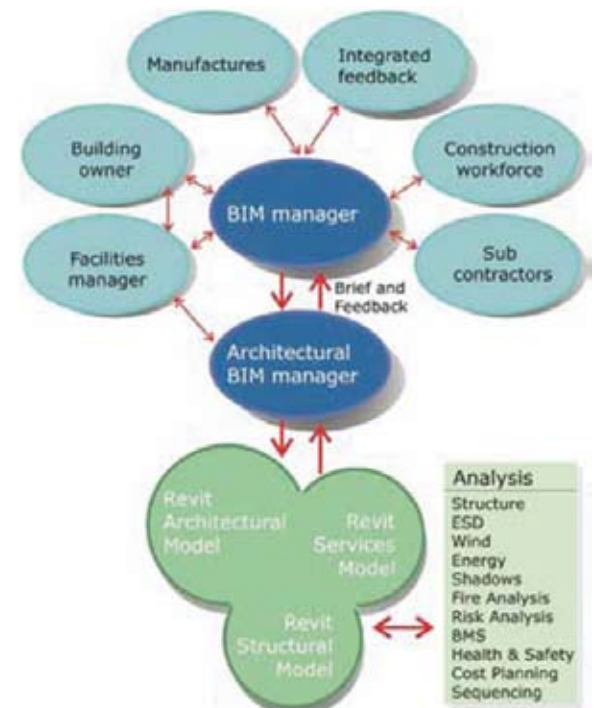 Manufactures
Integrated
feedback
Building
owner
Construction
workforce
BIM manager
Facilities
manager
Sub
contractors
Brief and
Feedback
Architectural
BIM manager
Revit
Architectural
Model
Revit
Services
Model
Revit
Structural
Model
Analysis
Structure
ESD
Wind
Energy
Shadows
Fire Analysis
Risk Analysis
BMS
Health & Safety
Cost Planning
Sequencing